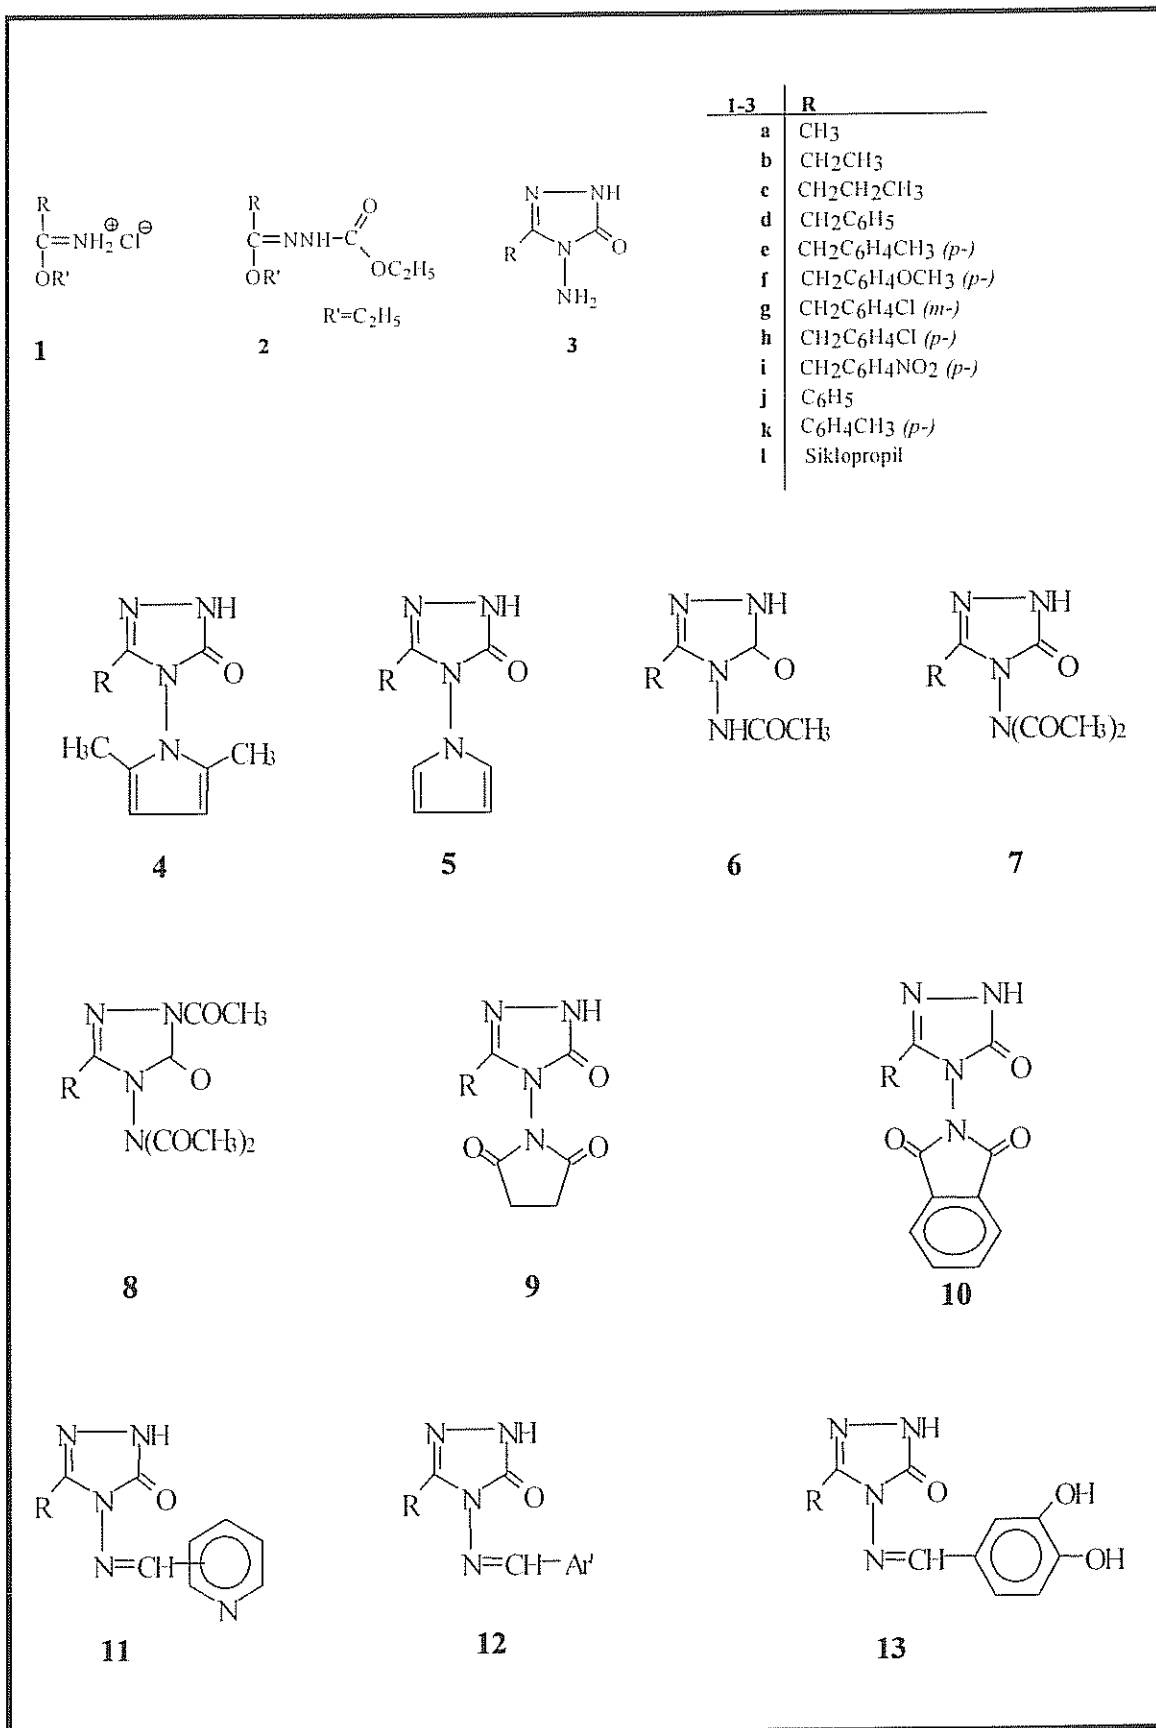 1-3 R
a CH3
b CH2CH3
c CH2CH2CH3
d CH2C6H5
e CH2C6H4CH3 (p-)
f CH2C6H4OCH3 (p-)
g CH2C6H4Cl (m-)
h CH2C6H4Cl (p-)
i CH2C6H4NO2 (p-)
j C6H5
k C6H4CH3 (p-)
l Siklopropil
R
C=NH2⊕ Cl⊖
OR'
1
R O
C=NNH–C
OR' OC2H5
R'=C2H5
2
N NH
R N O
NH2
3
N NH
R N O
H3C N CH3
4
N NH
R N O
N
5
N NH
R N O
NHCOCH3
6
N NH
R N O
N(COCH3)2
7
N NCOCH3
R N O
N(COCH3)2
8
N NH
R N O
O N O
9
N NH
R N O
O N O
10
N NH
R N O
N=CH
N
11
N NH
R N O
N=CH–Ar'
12
N NH
R N O OH
N=CH OH
13